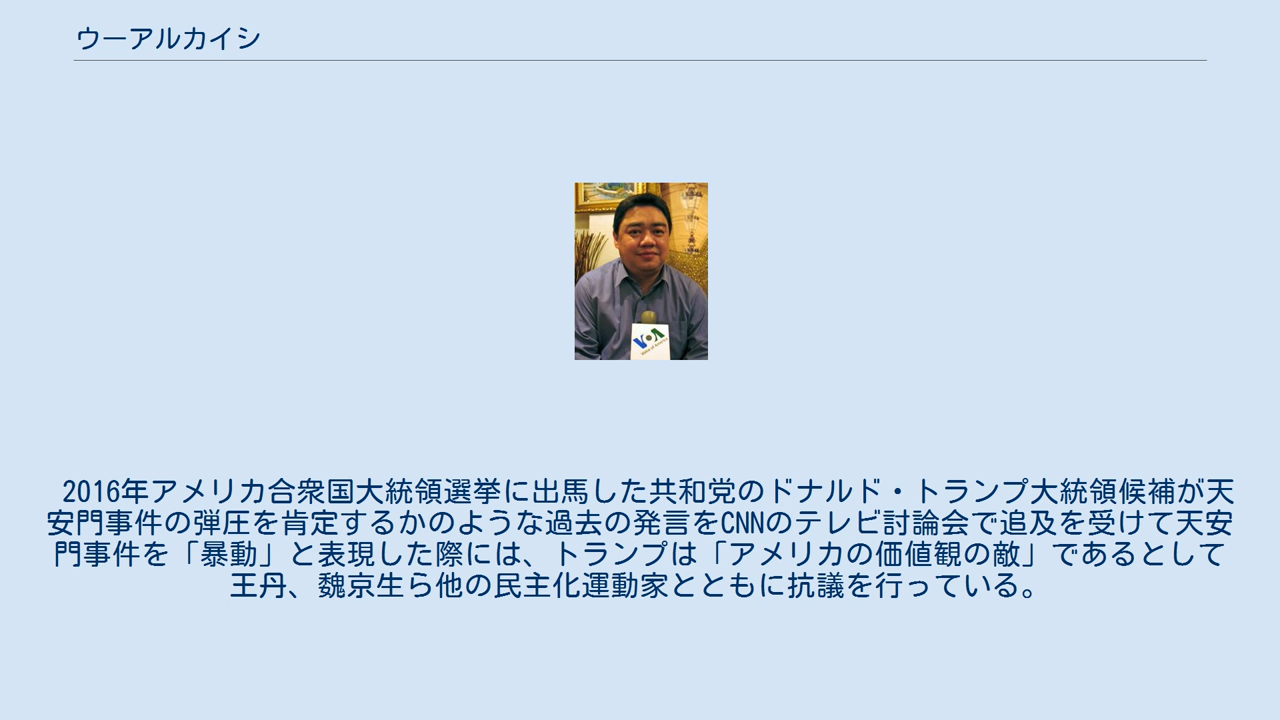 ウーアルカイシ
VOA
Voice of America
2016年アメリカ合衆国大統領選挙に出馬した共和党のドナルド・トランプ大統領候補が天
安門事件の弾圧を肯定するかのような過去の発言をCNNのテレビ討論会で追及を受けて天安
門事件を「暴動」と表現した際には、トランプは「アメリカの価値観の敵」であるとして
王丹、魏京生ら他の民主化運動家とともに抗議を行っている。